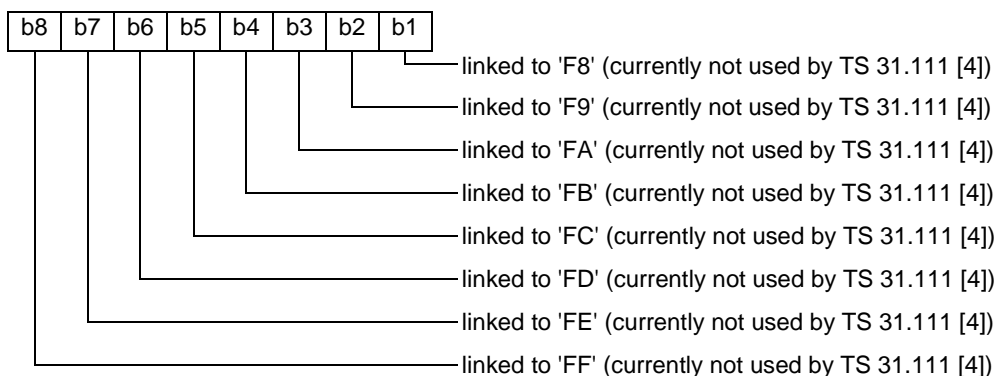 b8 b7 b6 b5 b4 b3 b2 b1
linked to 'F8' (currently not used by TS 31.111 [4])
linked to 'F9' (currently not used by TS 31.111 [4])
linked to 'FA' (currently not used by TS 31.111 [4])
linked to 'FB' (currently not used by TS 31.111 [4])
linked to 'FC' (currently not used by TS 31.111 [4])
linked to 'FD' (currently not used by TS 31.111 [4])
linked to 'FE' (currently not used by TS 31.111 [4])
linked to 'FF' (currently not used by TS 31.111 [4])